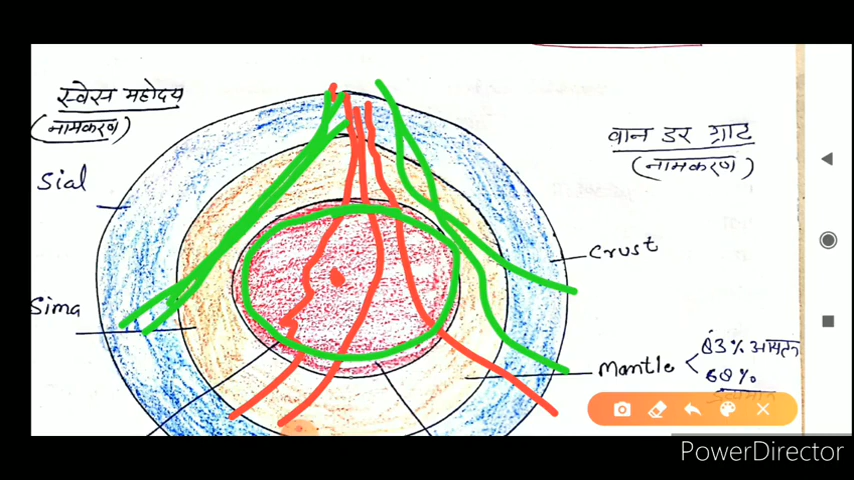 स्वेस महोदय
(नामकरण)
Sial
Sima
वान डर ग्राट
(नामकरण)
Crust
Mantle
83% आयतन
68%
PowerDirector